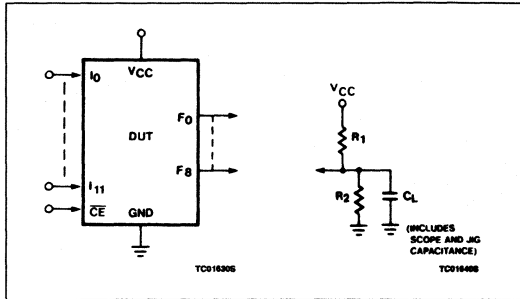 VCC
I0
VCC
F0
DUT
F8
I11
CE
GND
TC01630S
VCC
R1
R2
CL
(INCLUDES
SCOPE AND JIG
CAPACITANCE)
TC01640S